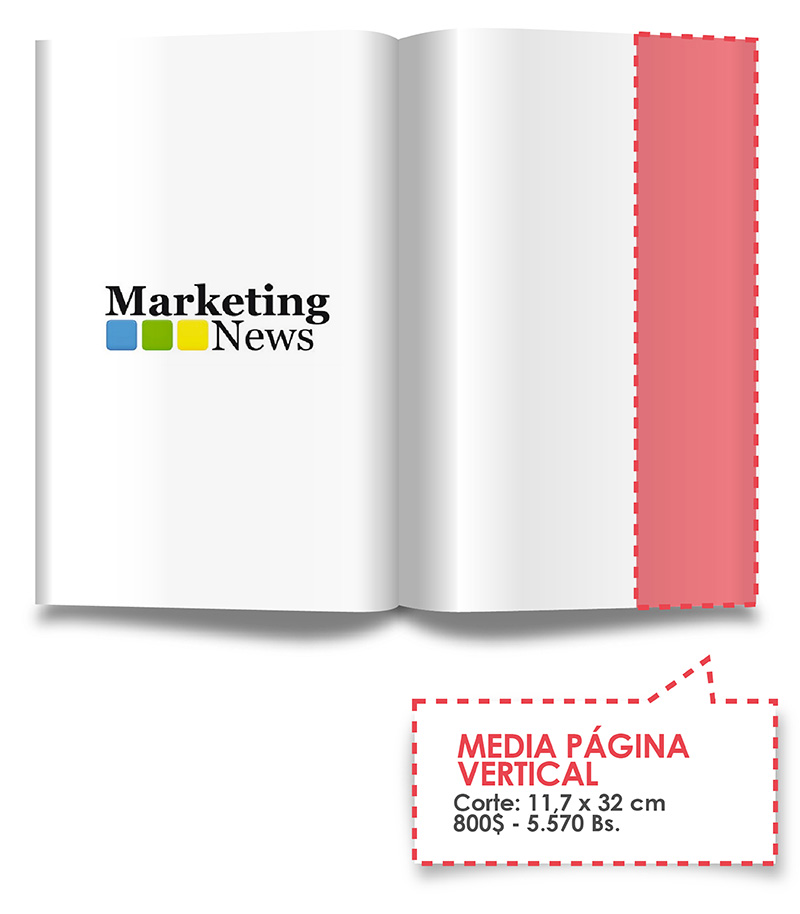 Marketing
News
MEDIA PÁGINA
VERTICAL
Corte: 11,7 x 32 cm
800$ - 5.570 Bs.